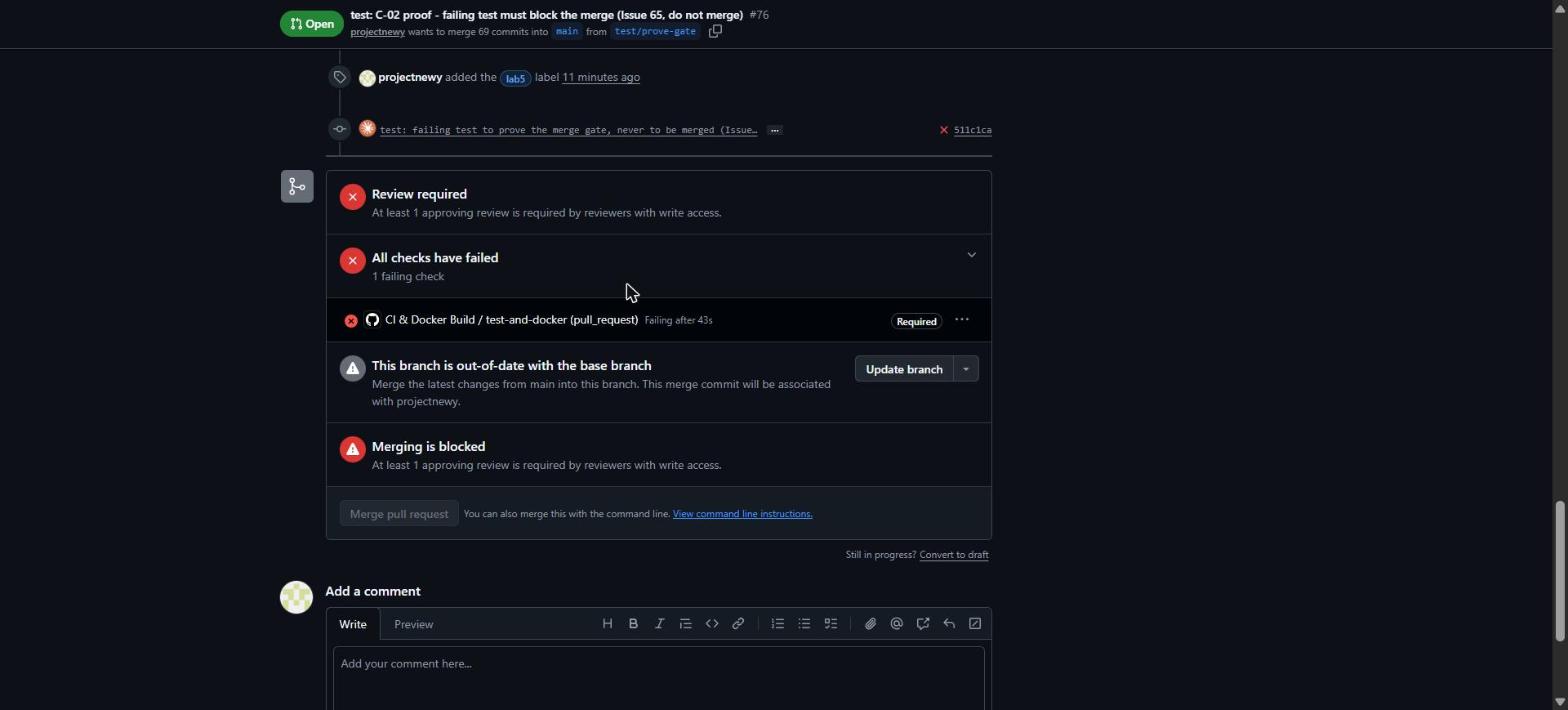 Open
test: C-02 proof - failing test must block the merge (Issue 65, do not merge) #76
projectnewy wants to merge 69 commits into main from test/prove-gate
projectnewy added the lab5 label 11 minutes ago
test: failing test to prove the merge gate, never to be merged (Issue… ... 511c1ca
Review required
At least 1 approving review is required by reviewers with write access.
All checks have failed
1 failing check
CI & Docker Build / test-and-docker (pull_request) Failing after 43s Required ...
This branch is out-of-date with the base branch
Update branch
Merge the latest changes from main into this branch. This merge commit will be associated
with projectnewy.
Merging is blocked
At least 1 approving review is required by reviewers with write access.
Merge pull request You can also merge this with the command line. View command line instructions.
Still in progress? Convert to draft
Add a comment
Write Preview
Add your comment here...